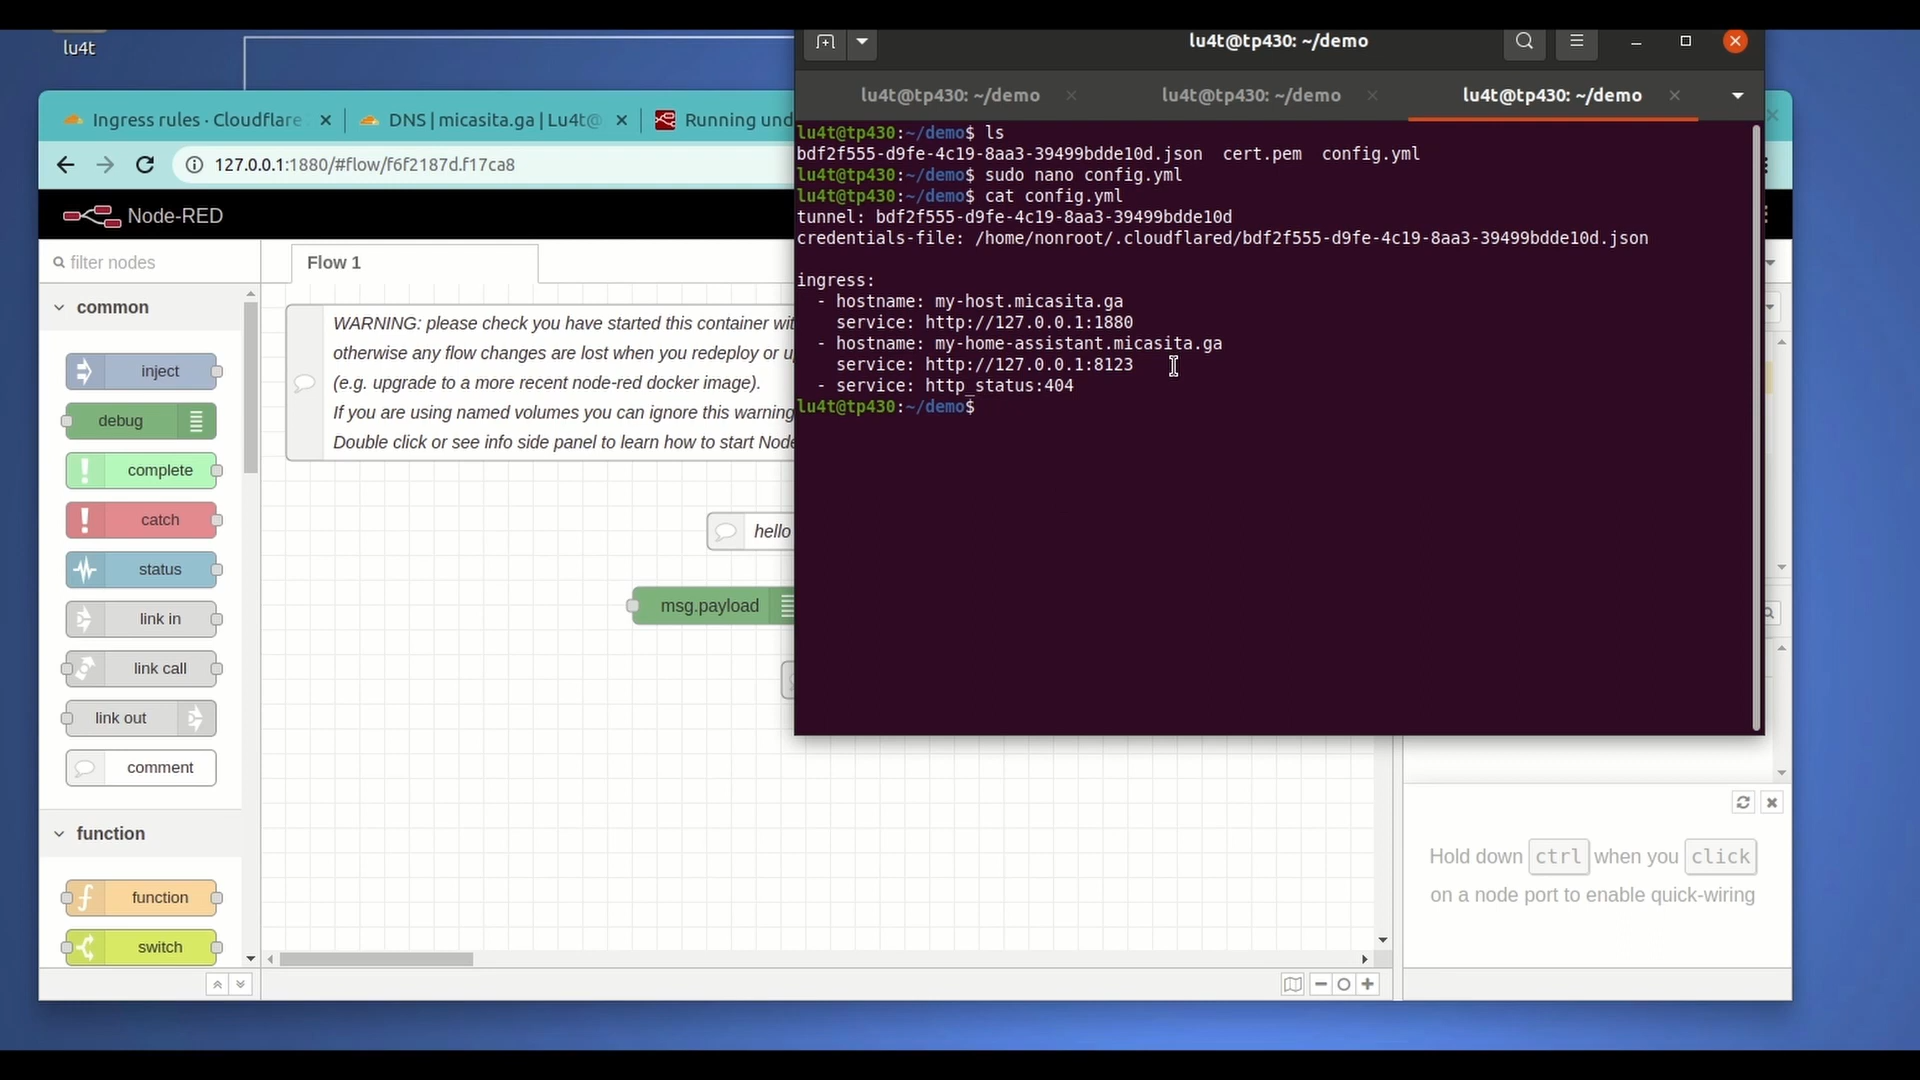 lu4t
lu4t@tp430: ~/demo
lu4t@tp430: ~/demo
lu4t@tp430: ~/demo
lu4t@tp430: ~/demo
Ingress rules · Cloudflare
DNS | micasita.ga | Lu4t@
Running und
127.0.0.1:1880/#flow/f6f2187d.f17ca8
Node-RED
filter nodes
Flow 1
common
inject
debug
complete
catch
status
link in
link call
link out
comment
function
function
switch
WARNING: please check you have started this container wit
otherwise any flow changes are lost when you redeploy or u
(e.g. upgrade to a more recent node-red docker image).
If you are using named volumes you can ignore this warning
Double click or see info side panel to learn how to start Node
hello
msg.payload
lu4t@tp430:~/demo$ ls
bdf2f555-d9fe-4c19-8aa3-39499bdde10d.json  cert.pem  config.yml
lu4t@tp430:~/demo$ sudo nano config.yml
lu4t@tp430:~/demo$ cat config.yml
tunnel: bdf2f555-d9fe-4c19-8aa3-39499bdde10d
credentials-file: /home/nonroot/.cloudflared/bdf2f555-d9fe-4c19-8aa3-39499bdde10d.json
ingress:
  - hostname: my-host.micasita.ga
    service: http://127.0.0.1:1880
  - hostname: my-home-assistant.micasita.ga
    service: http://127.0.0.1:8123
  - service: http_status:404
lu4t@tp430:~/demo$
Hold down ctrl when you click
on a node port to enable quick-wiring